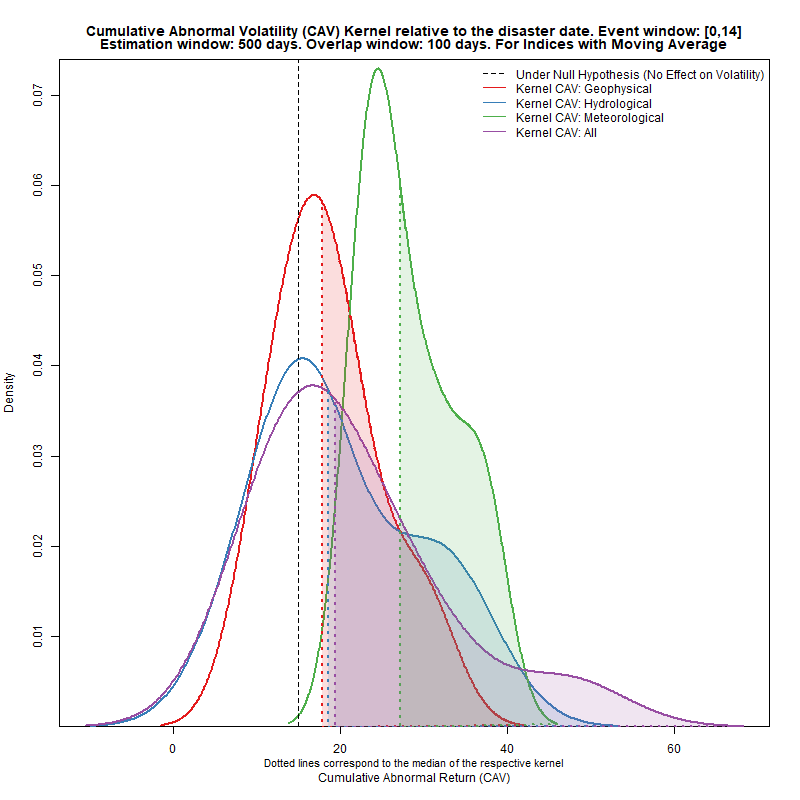 Cumulative Abnormal Volatility (CAV) Kernel relative to the disaster date. Event window: [0,14]
Estimation window: 500 days. Overlap window: 100 days. For Indices with Moving Average
Under Null Hypothesis (No Effect on Volatility)
Kernel CAV: Geophysical
Kernel CAV: Hydrological
Kernel CAV: Meteorological
Kernel CAV: All
0.07
0.06
0.05
0.04
0.03
0.02
0.01
Density
0 20 40 60
Dotted lines correspond to the median of the respective kernel
Cumulative Abnormal Return (CAV)